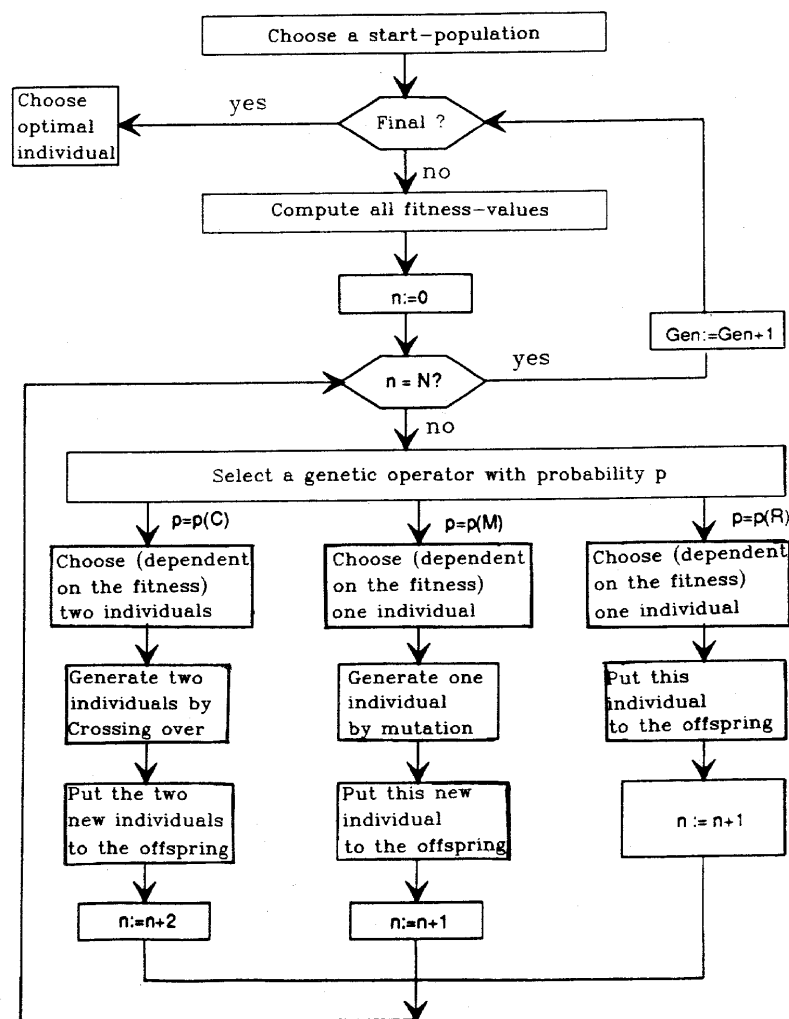 Choose a start-population
Choose
optimal
individual
yes
Final ?
no
Compute all fitness-values
n:=0
Gen:=Gen+1
n = N?
yes
no
Select a genetic operator with probability p
p=p(C)
p=p(M)
p=p(R)
Choose (dependent
on the fitness)
two individuals
Choose (dependent
on the fitness)
one individual
Choose (dependent
on the fitness)
one individual
Generate two
individuals by
Crossing over
Generate one
individual
by mutation
Put this
individual
to the offspring
Put the two
new individuals
to the offspring
Put this new
individual
to the offspring
n := n+1
n:=n+2
n:=n+1